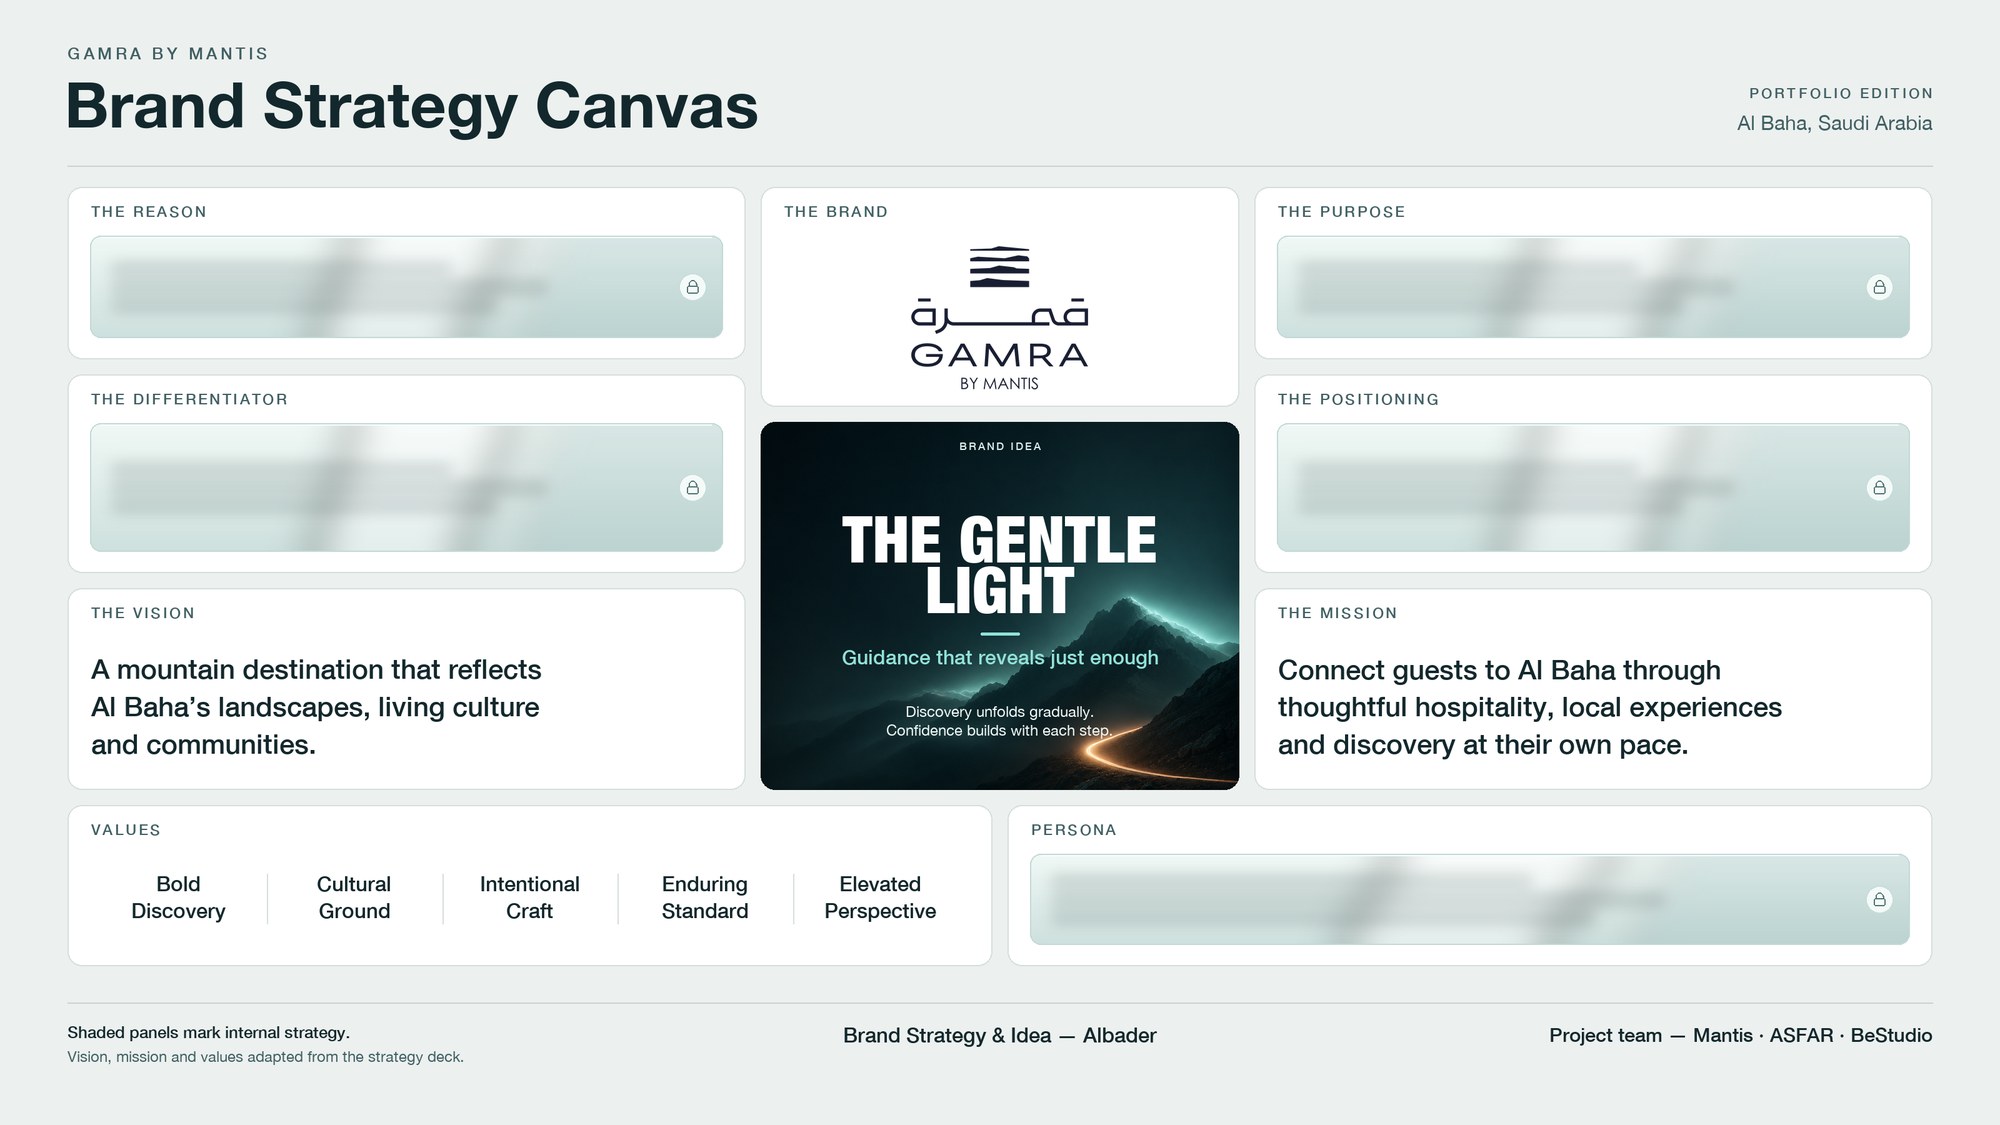 GAMRA BY MANTIS
Brand Strategy Canvas
PORTFOLIO EDITION
Al Baha, Saudi Arabia
THE REASON
THE BRAND
قمرة
GAMRA
BY MANTIS
THE PURPOSE
THE DIFFERENTIATOR
BRAND IDEA
THE GENTLE
LIGHT
Guidance that reveals just enough
Discovery unfolds gradually.
Confidence builds with each step.
THE POSITIONING
THE VISION
A mountain destination that reflects
Al Baha’s landscapes, living culture
and communities.
THE MISSION
Connect guests to Al Baha through
thoughtful hospitality, local experiences
and discovery at their own pace.
VALUES
Bold
Discovery
Cultural
Ground
Intentional
Craft
Enduring
Standard
Elevated
Perspective
PERSONA
Shaded panels mark internal strategy.
Vision, mission and values adapted from the strategy deck.
Brand Strategy & Idea — Albader
Project team — Mantis · ASFAR · BeStudio